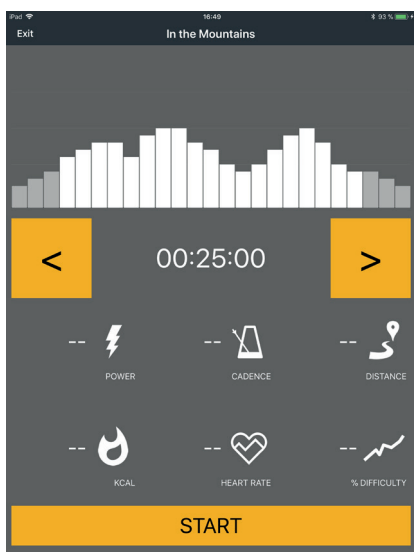 iPad 16:49 93 %
Exit In the Mountains
< 00:25:00 >
-- -- --
POWER CADENCE DISTANCE
-- -- --
KCAL HEART RATE % DIFFICULTY
START